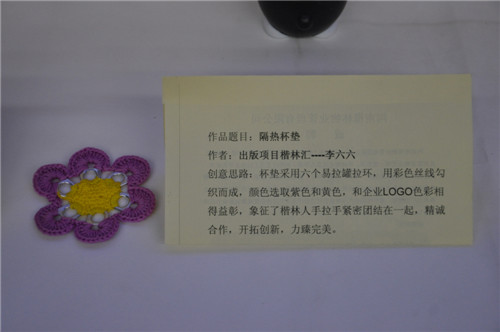 作品题目：隔热杯垫
作者：出版项目楷林汇----李六六
创意思路：杯垫采用六个易拉罐拉环，用彩色丝线勾
织而成，颜色选取紫色和黄色，和企业LOGO色彩相
得益彰，象征了楷林人手拉手紧密团结在一起，精诚
合作，开拓创新，力臻完美。